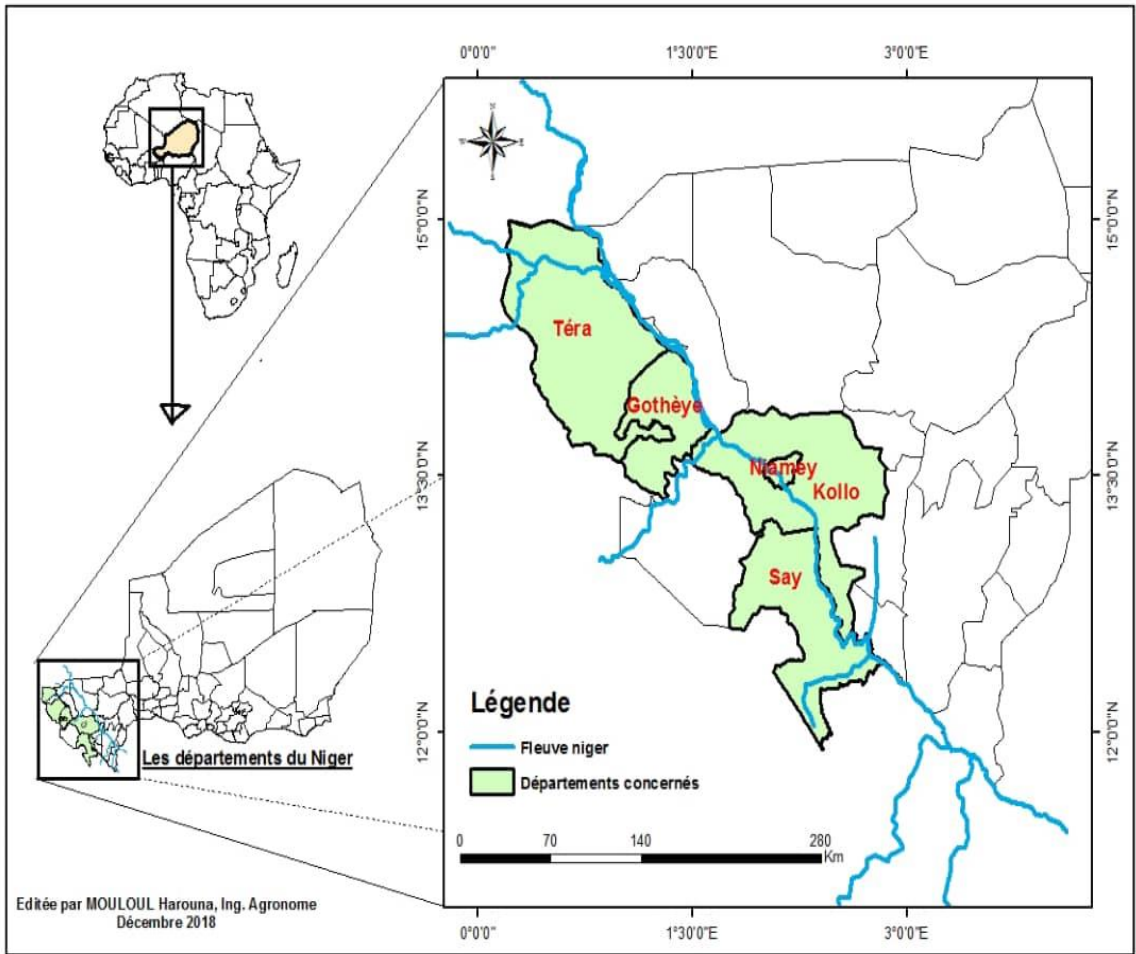 0°0'0" 1°30'0"E 3°0'0"E
15°0'0"N 15°0'0"N
Téra
Gothèye
Niamey
13°30'0"N 13°30'0"N
Kollo
Say
Légende
Fleuve niger
12°0'0"N 12°0'0"N
Les départements du Niger
Départements concernés
0 70 140 280
Km
Editée par MOULOUL Harouna, Ing. Agronome
Décembre 2018
0°0'0" 1°30'0"E 3°0'0"E